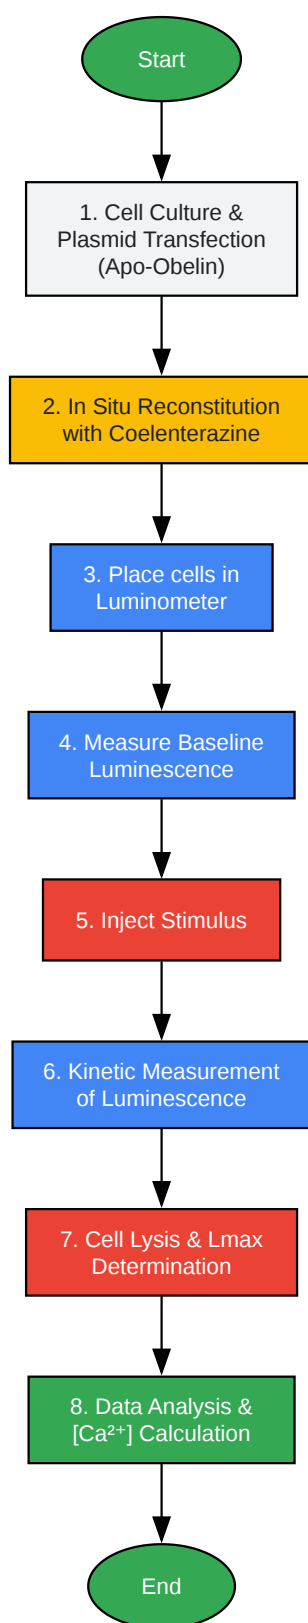 Start
1. Cell Culture &
Plasmid Transfection
(Apo-Obelin)
2. In Situ Reconstitution
with Coelenterazine
3. Place cells in
Luminometer
4. Measure Baseline
Luminescence
5. Inject Stimulus
6. Kinetic Measurement
of Luminescence
7. Cell Lysis & Lmax
Determination
8. Data Analysis &
[Ca²⁺] Calculation
End